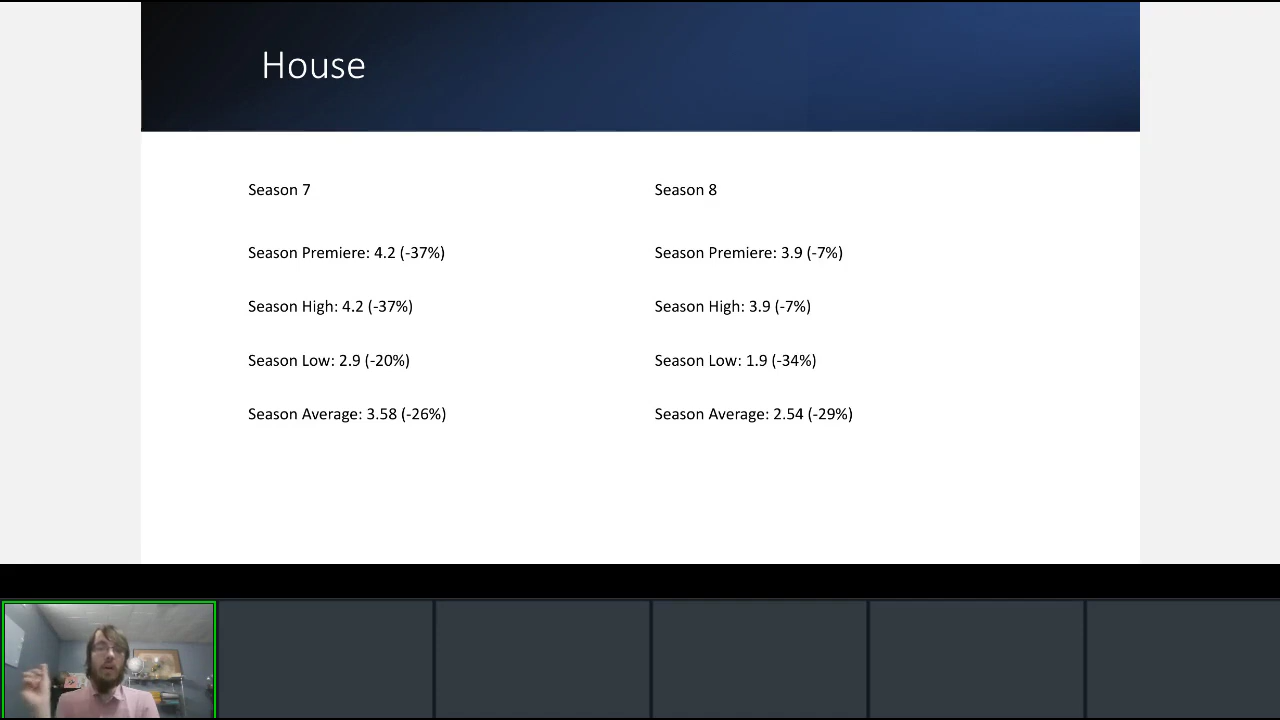 House
Season 7
Season Premiere: 4.2 (-37%)
Season High: 4.2 (-37%)
Season Low: 2.9 (-20%)
Season Average: 3.58 (-26%)
Season 8
Season Premiere: 3.9 (-7%)
Season High: 3.9 (-7%)
Season Low: 1.9 (-34%)
Season Average: 2.54 (-29%)